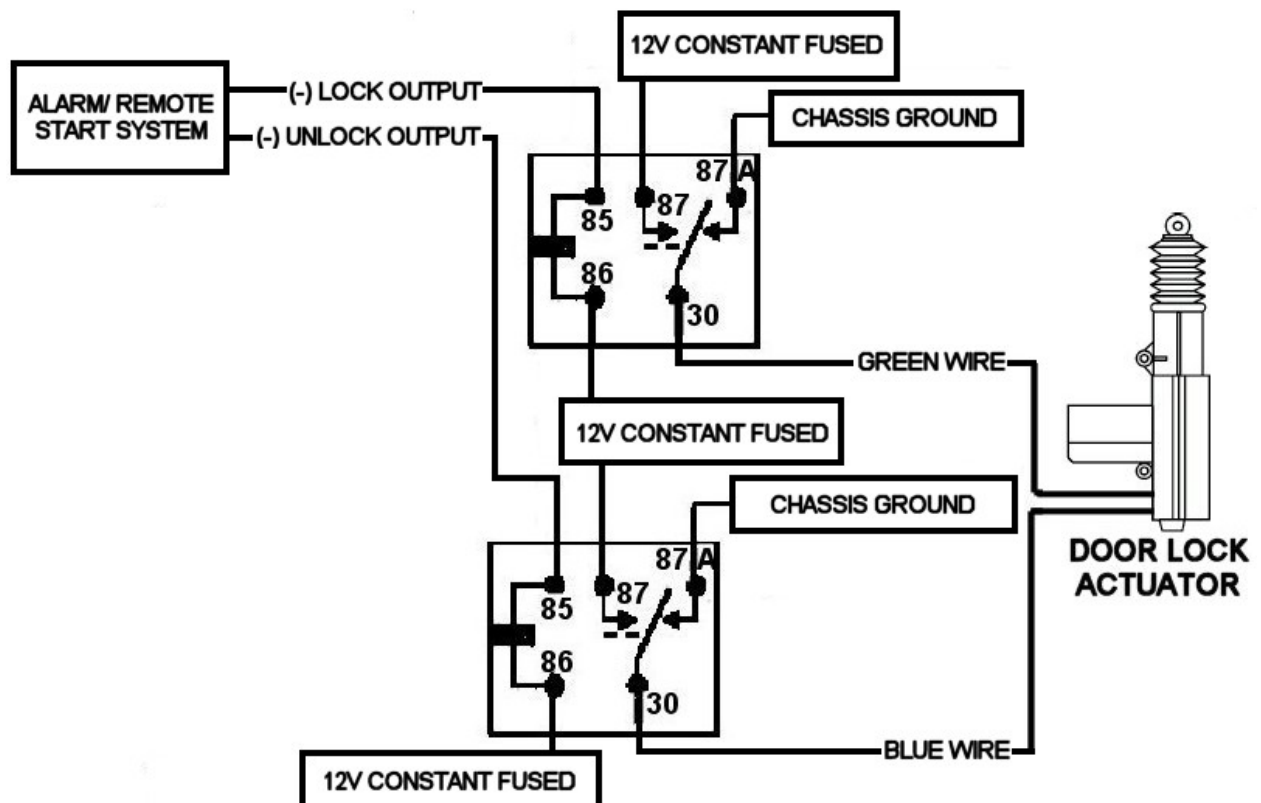 12V CONSTANT FUSED
ALARM/ REMOTE
START SYSTEM
(-) LOCK OUTPUT
(-) UNLOCK OUTPUT
CHASSIS GROUND
87 A
85
87
86
30
GREEN WIRE
12V CONSTANT FUSED
CHASSIS GROUND
DOOR LOCK
ACTUATOR
87 A
85
87
86
30
BLUE WIRE
12V CONSTANT FUSED